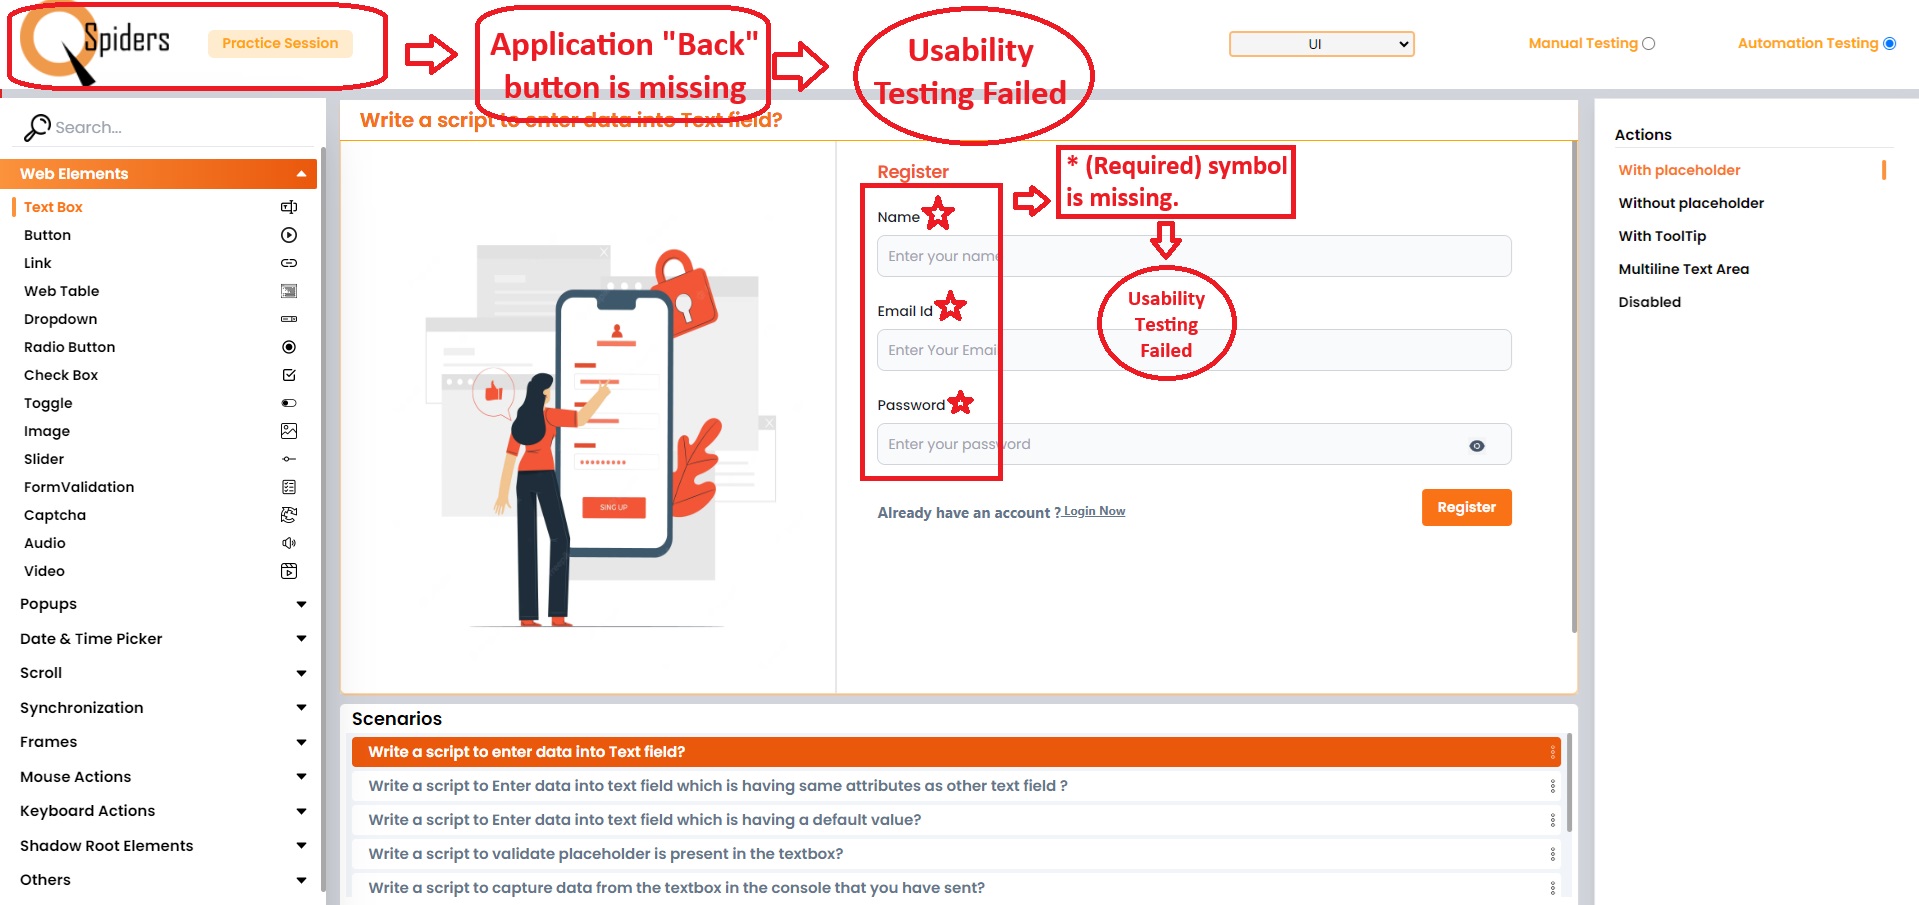 Spiders
Practice Session
Application "Back"
button is missing
Usability
Testing Failed
UI
Manual Testing
Automation Testing
Search...
Web Elements
Text Box
Button
Link
Web Table
Dropdown
Radio Button
Check Box
Toggle
Image
Slider
FormValidation
Captcha
Audio
Video
Popups
Date & Time Picker
Scroll
Synchronization
Frames
Mouse Actions
Keyboard Actions
Shadow Root Elements
Others
Write a script to enter data into Text field?
SING UP
Register
* (Required) symbol
is missing.
Usability
Testing
Failed
Name
Enter your name
Email Id
Enter Your Email
Password
Enter your password
Already have an account ? Login Now
Register
Scenarios
Write a script to enter data into Text field?
Write a script to Enter data into text field which is having same attributes as other text field ?
Write a script to Enter data into text field which is having a default value?
Write a script to validate placeholder is present in the textbox?
Write a script to capture data from the textbox in the console that you have sent?
Actions
With placeholder
Without placeholder
With ToolTip
Multiline Text Area
Disabled